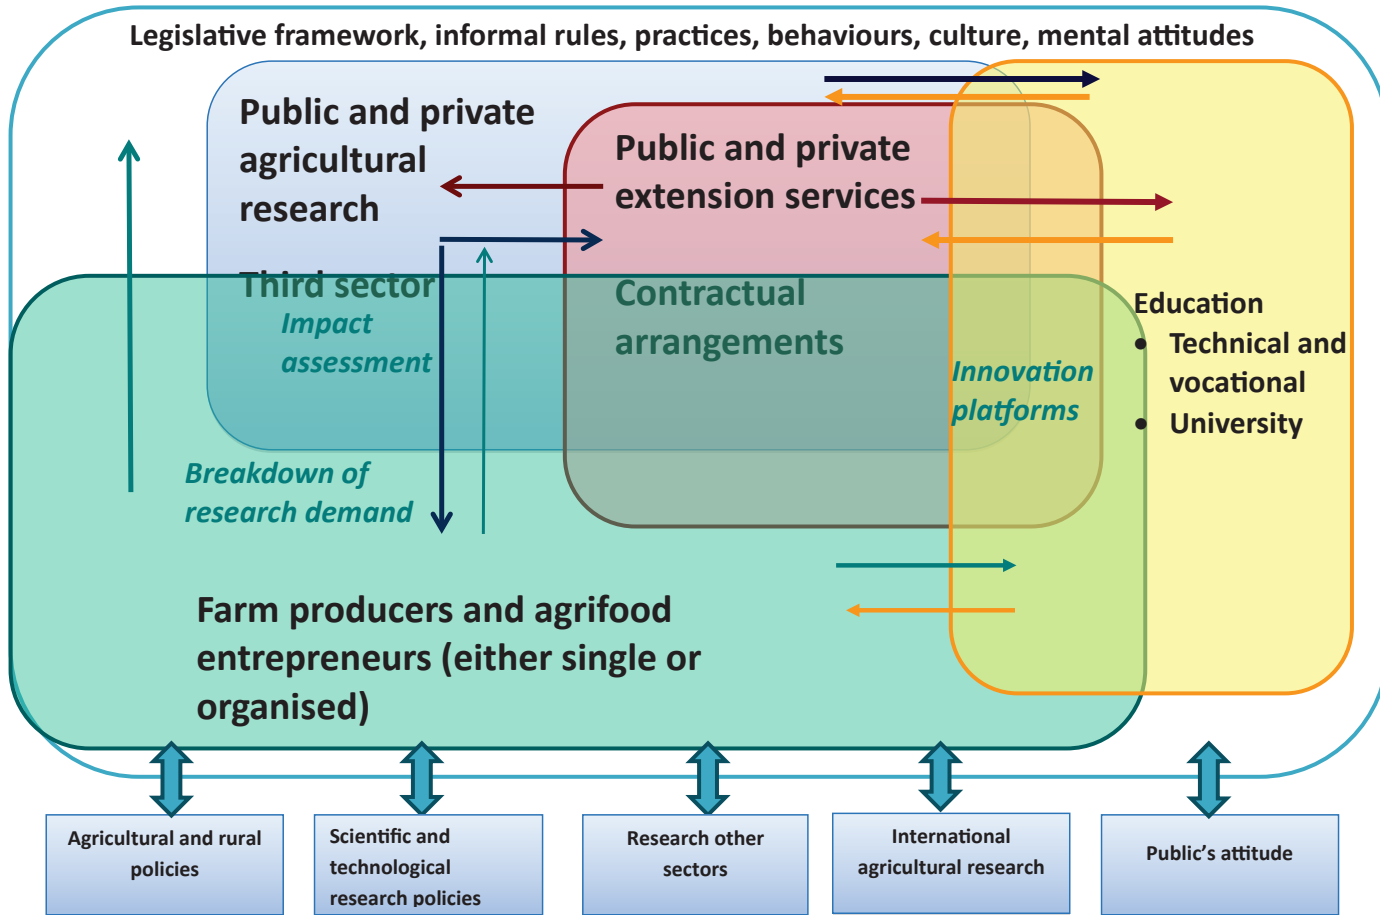 Legislative framework, informal rules, practices, behaviours, culture, mental attitudes
Public and private
agricultural
research
Third sector
Public and private
extension services
Contractual
arrangements
Impact
assessment
Breakdown of
research demand
Innovation
platforms
Education
• Technical and
vocational
• University
Farm producers and agrifood
entrepreneurs (either single or
organised)
Agricultural and rural
policies
Scientific and
technological
research policies
Research other
sectors
International
agricultural research
Public's attitude